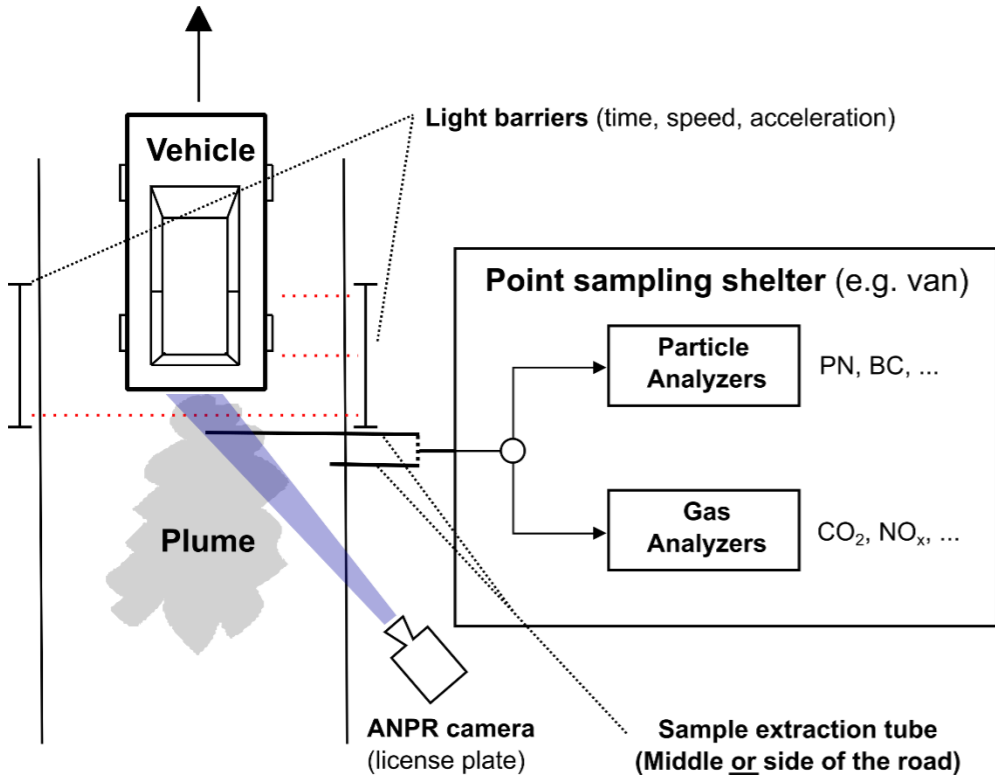 Light barriers (time, speed, acceleration)
Vehicle
Point sampling shelter (e.g. van)
Particle
Analyzers
PN, BC, ...
Plume
Gas
Analyzers
CO₂, NOₓ, ...
ANPR camera
(license plate)
Sample extraction tube
(Middle or side of the road)